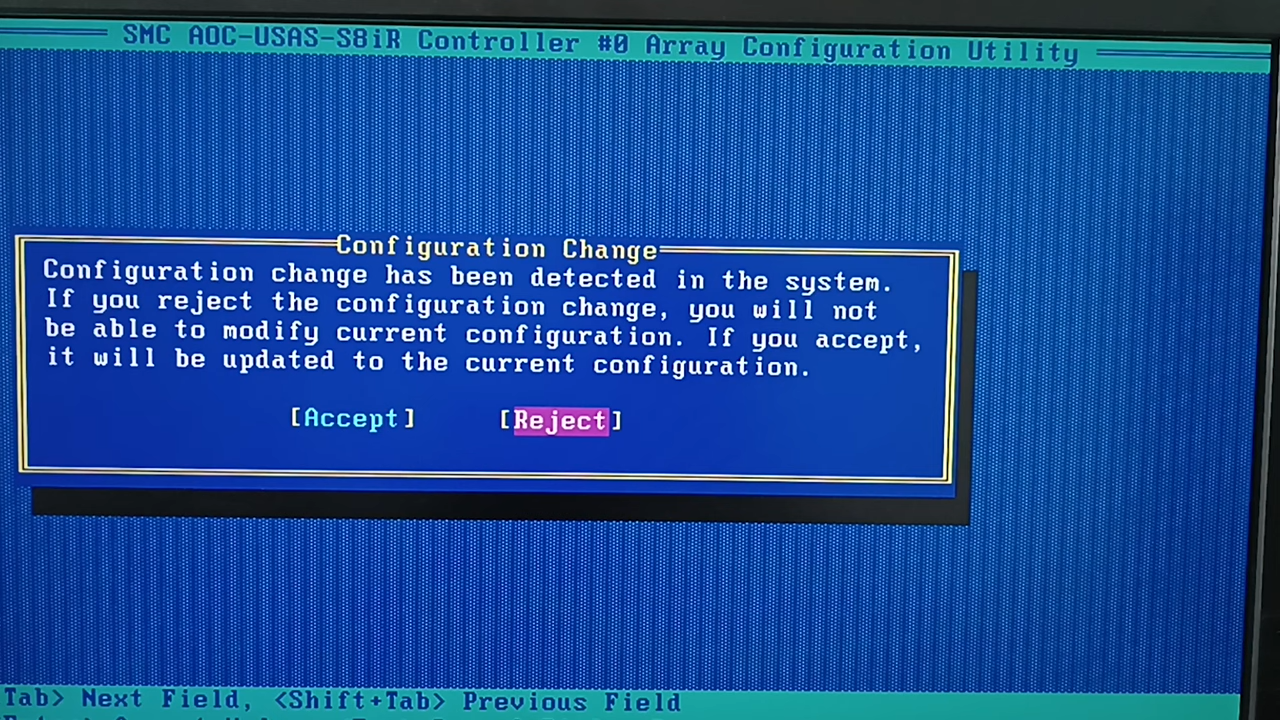 SMC AOC-USAS-S8iR Controller #0 Array Configuration Utility
Configuration Change
Configuration change has been detected in the system.
If you reject the configuration change, you will not
be able to modify current configuration. If you accept,
it will be updated to the current configuration.
[Accept] [Reject]
Tab> Next Field, <Shift+Tab> Previous Field